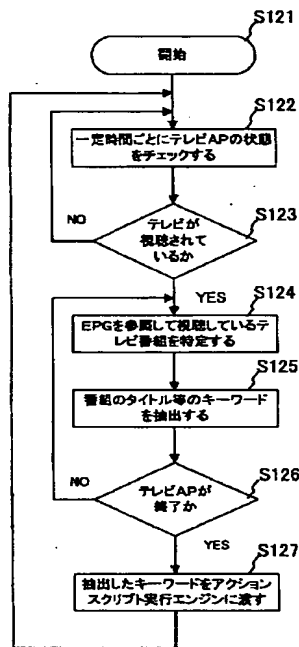 S121
開始
S122
一定時間ごとにテレビAPの状態
をチェックする
S123
テレビが
視聴されて
いるか
NO
YES
S124
EPGを参照して視聴しているテ
レビ番組を特定する
S125
番組のタイトル等のキーワード
を抽出する
S126
NO
テレビAPが
終了か
YES
S127
抽出したキーワードをアクション
スクリプト実行エンジンに渡す